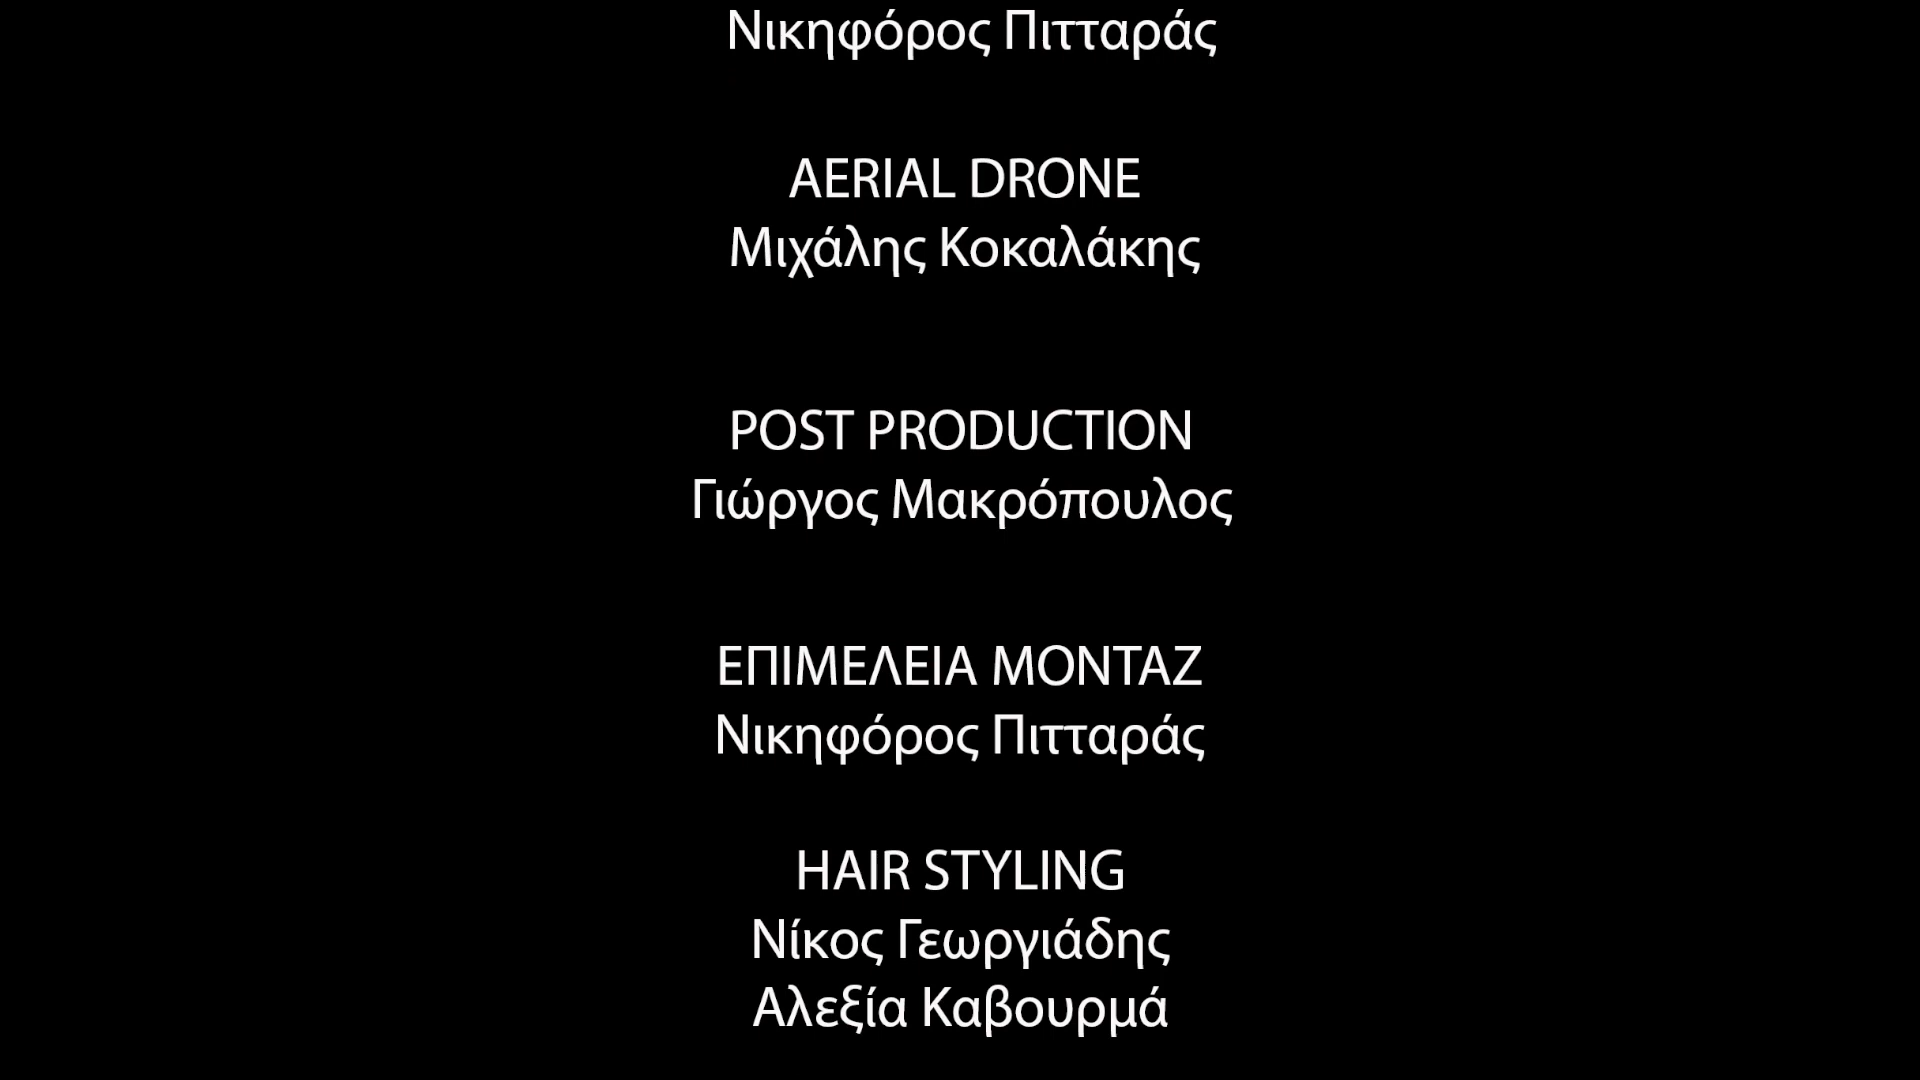 Νικηφόρος Πιτταράς
AERIAL DRONE
Μιχάλης Κοκαλάκης
POST PRODUCTION
Γιώργος Μακρόπουλος
ΕΠΙΜΕΛΕΙΑ ΜΟΝΤΑΖ
Νικηφόρος Πιτταράς
HAIR STYLING
Νίκος Γεωργιάδης
Αλεξία Καβουρμά